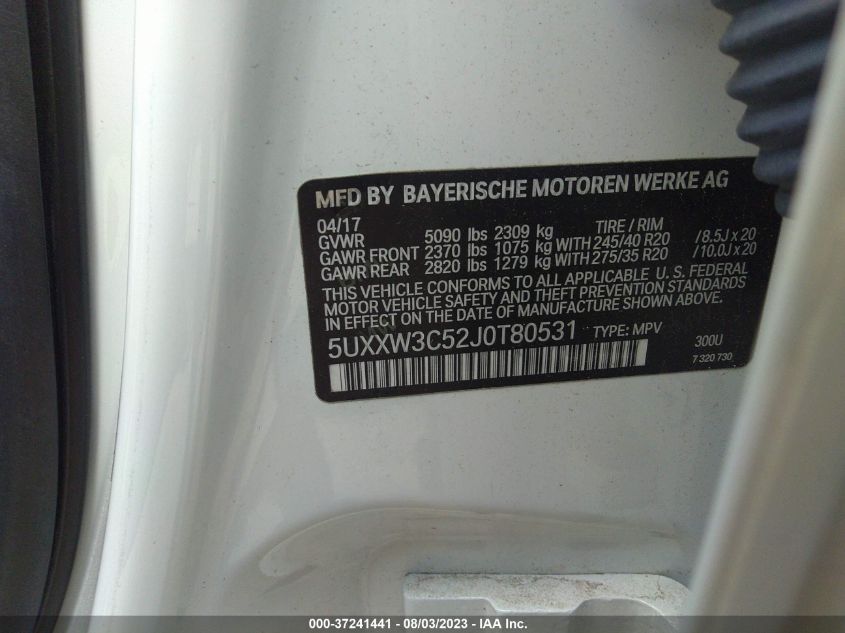 MFD BY BAYERISCHE MOTOREN WERKE AG
04/17 TIRE / RIM
GVWR 5090 lbs 2309 kg
GAWR FRONT 2370 lbs 1075 kg WITH 245/40 R20 /8.5J x 20
GAWR REAR 2820 lbs 1279 kg WITH 275/35 R20 /10.0J x 20
THIS VEHICLE CONFORMS TO ALL APPLICABLE U. S. FEDERAL
MOTOR VEHICLE SAFETY AND THEFT PREVENTION STANDARDS
IN EFFECT ON THE DATE OF MANUFACTURE SHOWN ABOVE.
5UXXW3C52J0T80531 TYPE: MPV 300U
7 320 730
000-37241441 - 08/03/2023 - © IAA Inc.